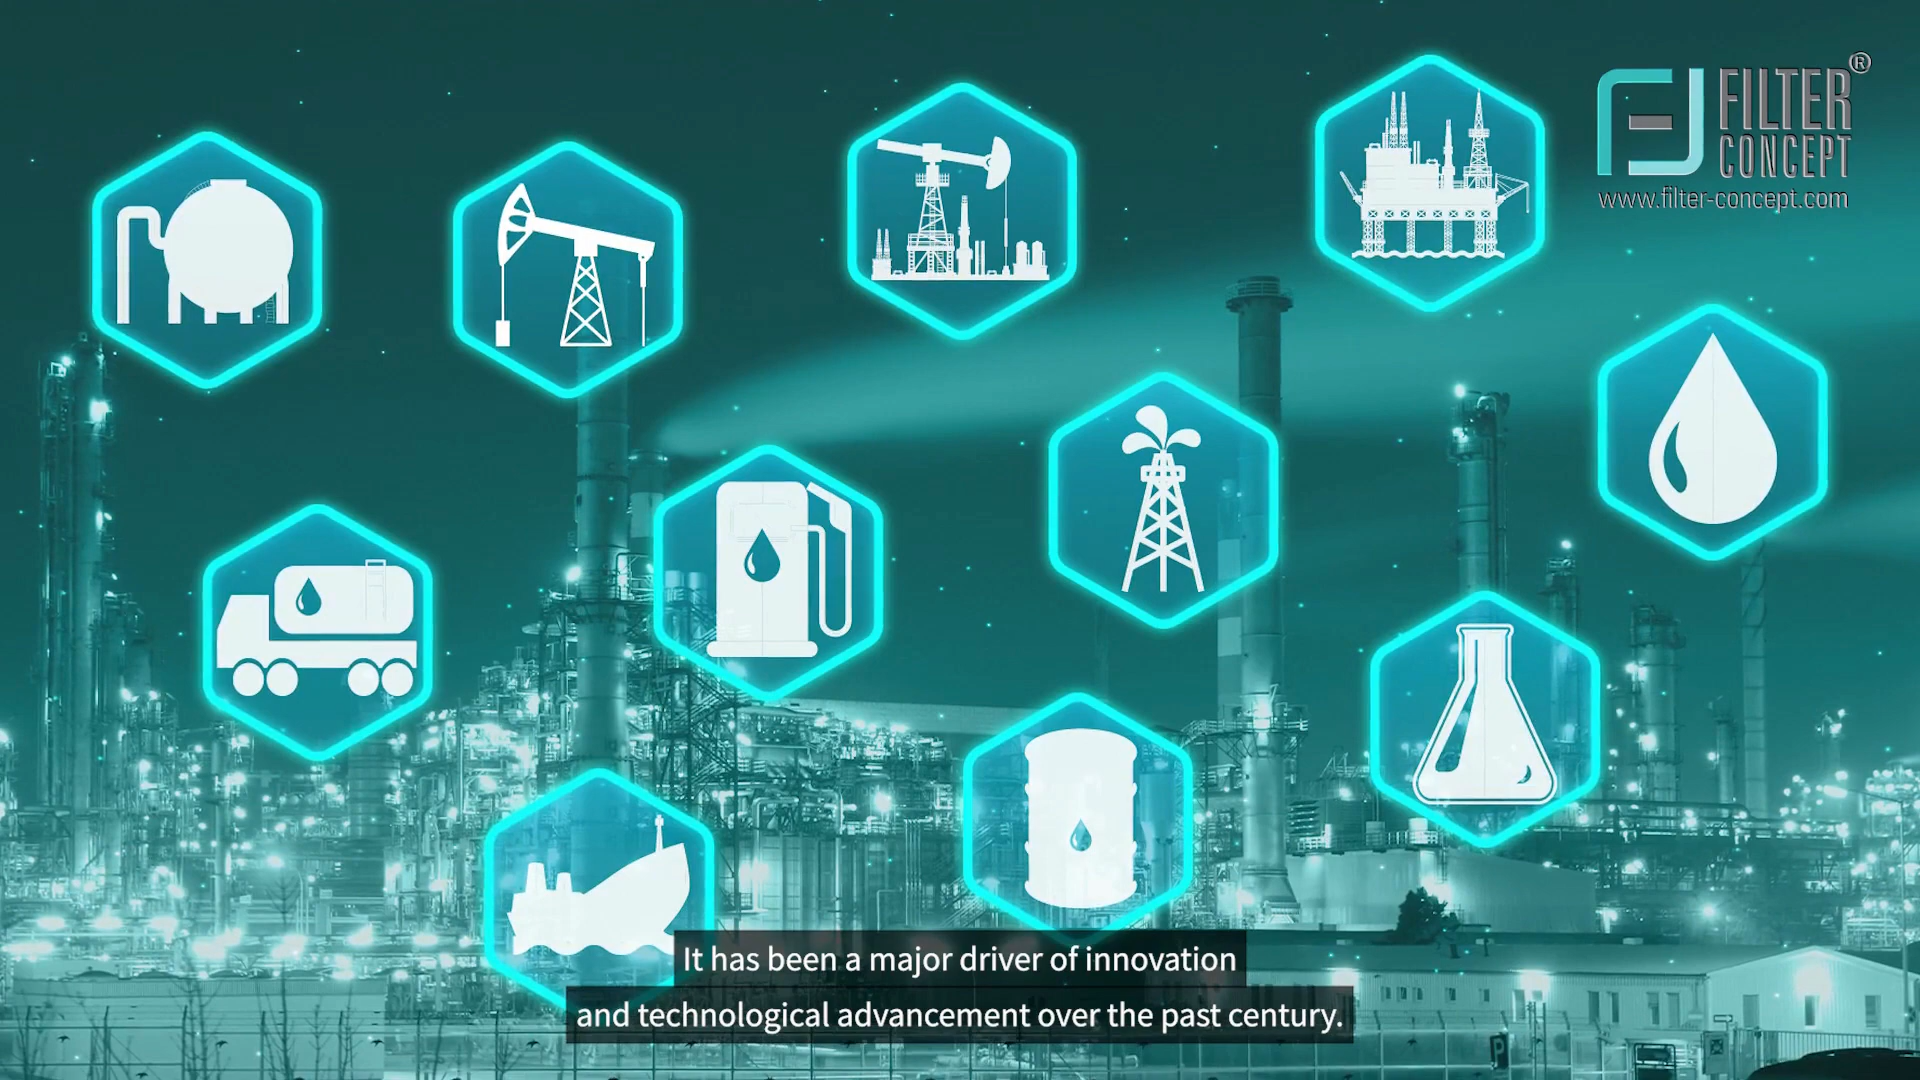 FILTER®
CONCEPT
www.filter-concept.com
It has been a major driver of innovation
and technological advancement over the past century.
P